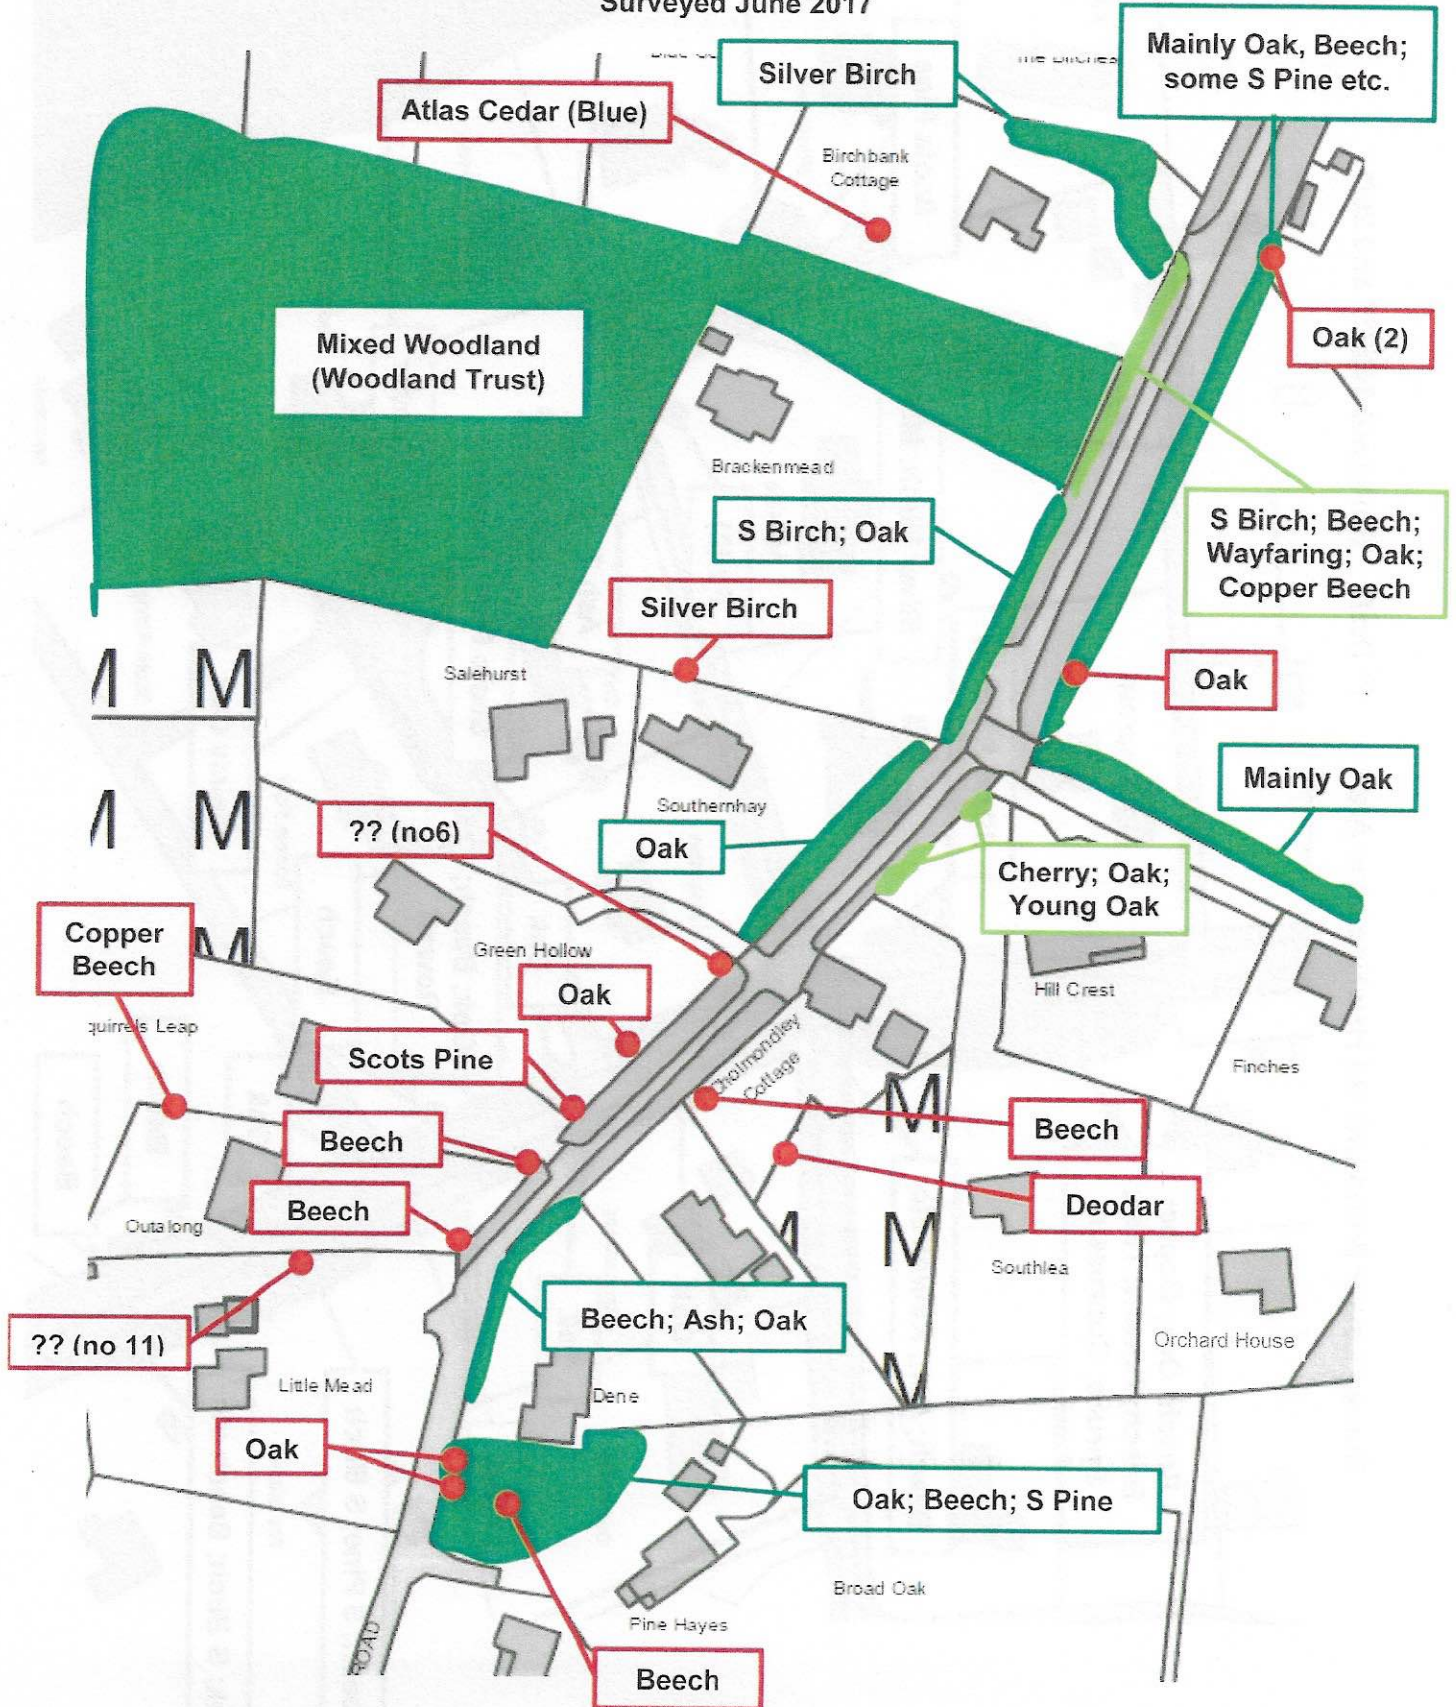 Surveyed June 2017
Mainly Oak, Beech;
some S Pine etc.
Silver Birch
Atlas Cedar (Blue)
Birchbank
Cottage
Oak (2)
Mixed Woodland
(Woodland Trust)
Brackenmead
S Birch; Oak
S Birch; Beech;
Wayfaring; Oak;
Copper Beech
Silver Birch
Salehurst
Oak
M
M
Southernhay
Mainly Oak
?? (no6)
Oak
M
M
Cherry; Oak;
Young Oak
Copper
Beech
M
Green Hollow
Oak
Hill Crest
quirrels Leap
Scots Pine
Cholmondley
Cottage
Finches
M
Beech
Beech
Deodar
Beech
Outalong
M
M
Southlea
Beech; Ash; Oak
?? (no 11)
Orchard House
Little Mead
M
Dene
Oak
Oak; Beech; S Pine
Broad Oak
Pine Hayes
ROAD
Beech